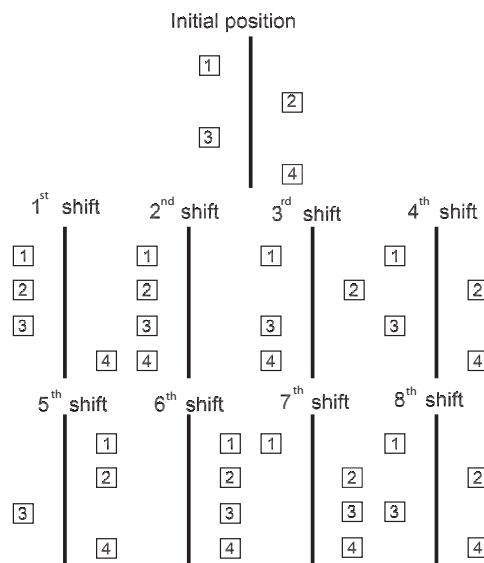 Initial position
1
2
3
4
1st shift 2nd shift 3rd shift 4th shift
1 1 1 1
2 2 2 2
3 3 3 3
4 4 4 4
5th shift 6th shift 7th shift 8th shift
1 1 1 1
2 2 2 2
3 3 3 3
4 4 4 4